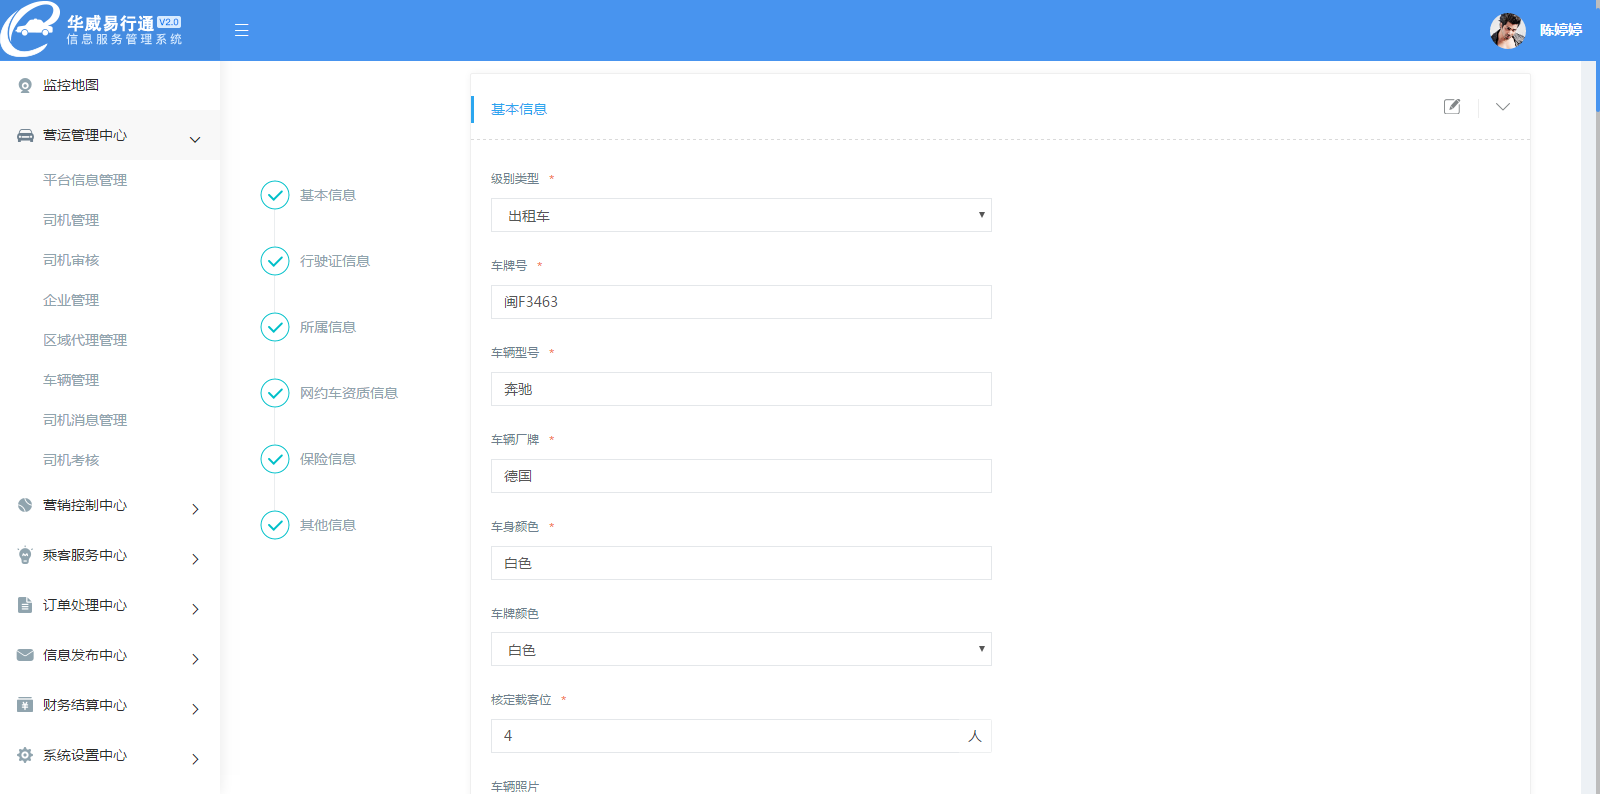 华威易行通 V2.0
信息服务管理系统
陈婷婷
监控地图
营运管理中心
平台信息管理
司机管理
司机审核
企业管理
区域代理管理
车辆管理
司机消息管理
司机考核
营销控制中心
乘客服务中心
订单处理中心
信息发布中心
财务结算中心
系统设置中心
基本信息
行驶证信息
所属信息
网约车资质信息
保险信息
其他信息
基本信息
级别类型 *
出租车
车牌号 *
闽F3463
车辆型号 *
奔驰
车辆厂牌 *
德国
车身颜色 *
白色
车牌颜色
白色
核定载客位 *
4 人
车辆照片